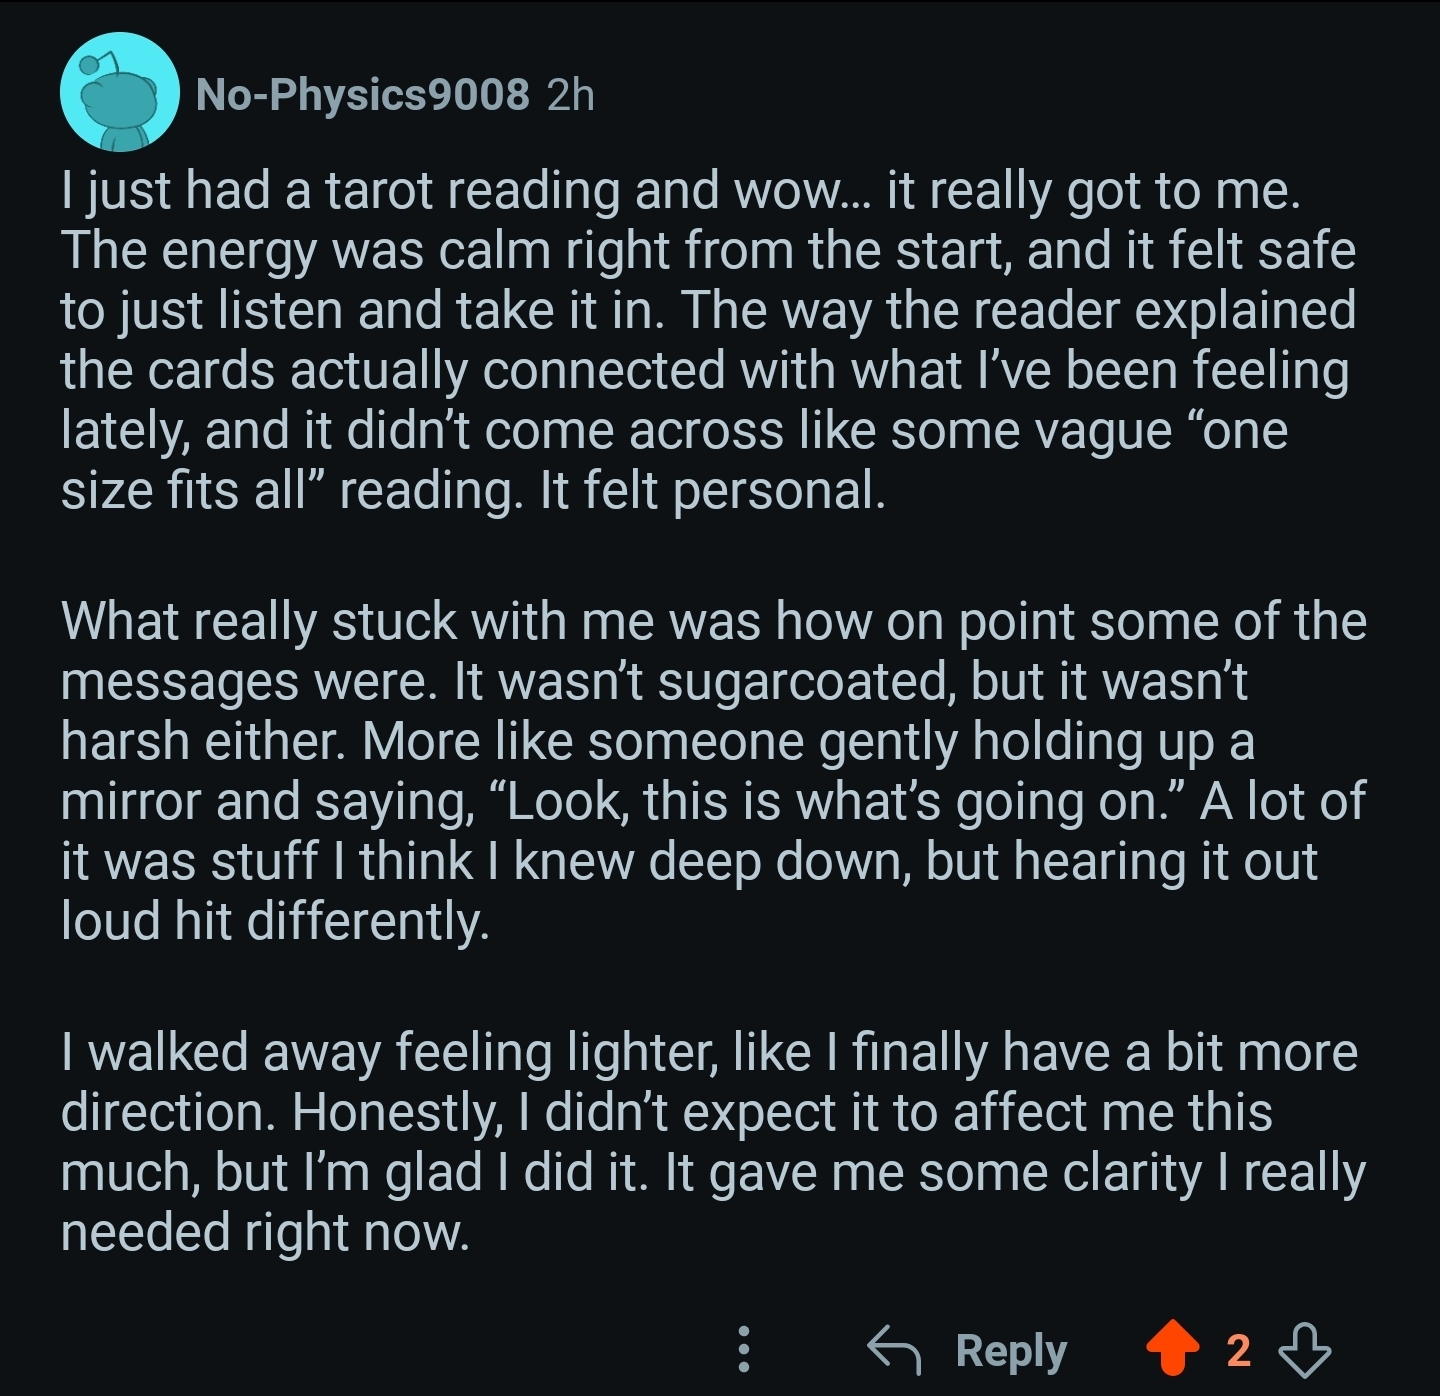 No-Physics9008 2h
I just had a tarot reading and wow… it really got to me.
The energy was calm right from the start, and it felt safe
to just listen and take it in. The way the reader explained
the cards actually connected with what I’ve been feeling
lately, and it didn’t come across like some vague “one
size fits all” reading. It felt personal.
What really stuck with me was how on point some of the
messages were. It wasn’t sugarcoated, but it wasn’t
harsh either. More like someone gently holding up a
mirror and saying, “Look, this is what’s going on.” A lot of
it was stuff I think I knew deep down, but hearing it out
loud hit differently.
I walked away feeling lighter, like I finally have a bit more
direction. Honestly, I didn’t expect it to affect me this
much, but I’m glad I did it. It gave me some clarity I really
needed right now.
Reply 2